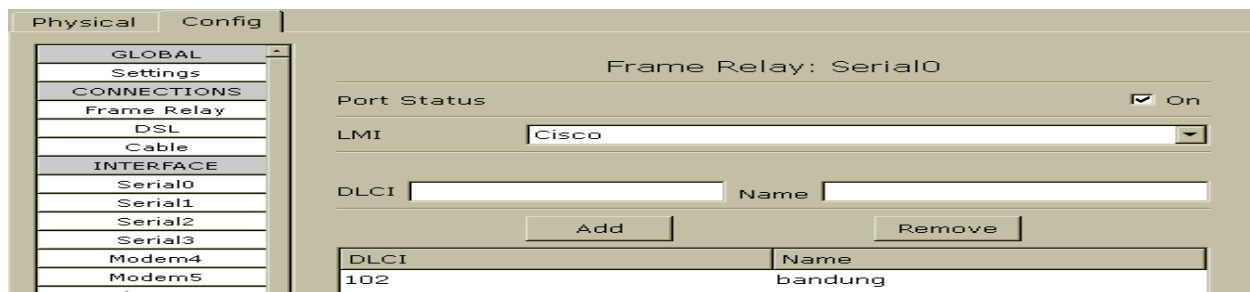 Physical Config
GLOBAL
Settings
CONNECTIONS
Frame Relay
DSL
Cable
INTERFACE
Serial0
Serial1
Serial2
Serial3
Modem4
Modem5
Frame Relay: Serial0
Port Status On
LMI Cisco
DLCI Name
Add Remove
DLCI Name
102 bandung